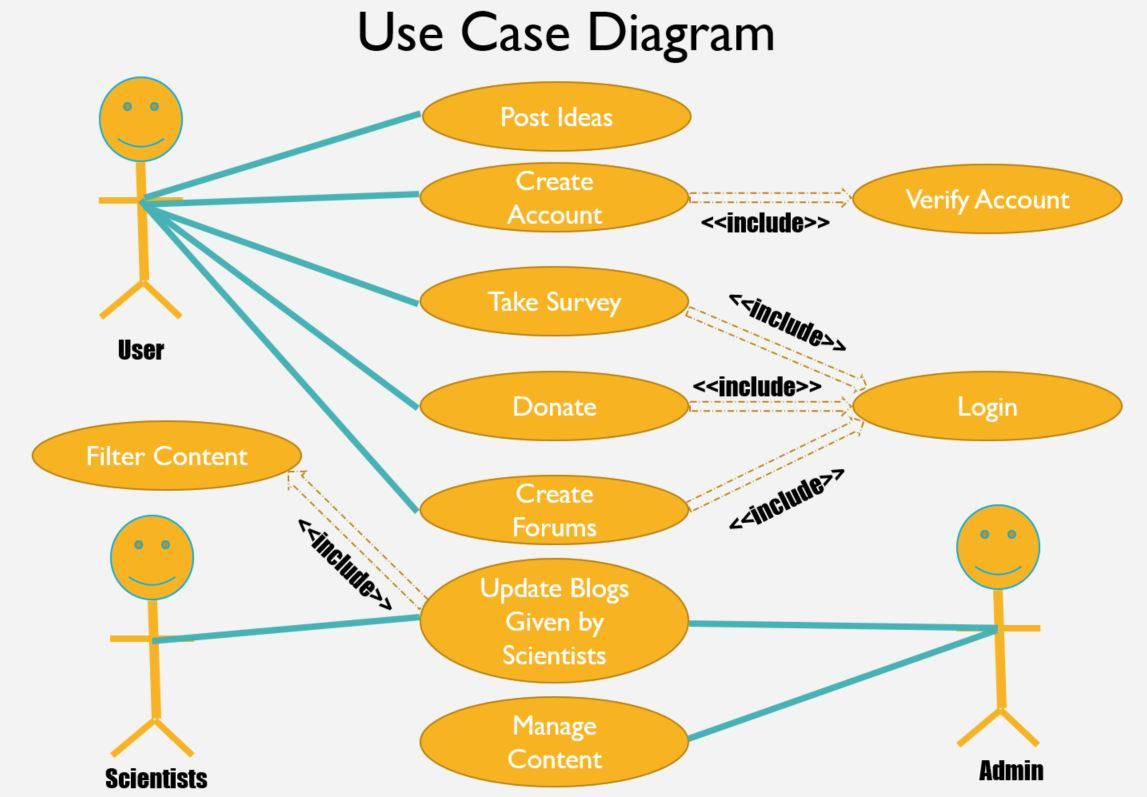 Use Case Diagram
Post Ideas
Create
Account
<<include>>
Verify Account
Take Survey
<<include>>
User
Donate
<<include>>
Login
Filter Content
Create
Forums
<<include>>
<<include>>
Update Blogs
Given by
Scientists
Manage
Content
Scientists
Admin